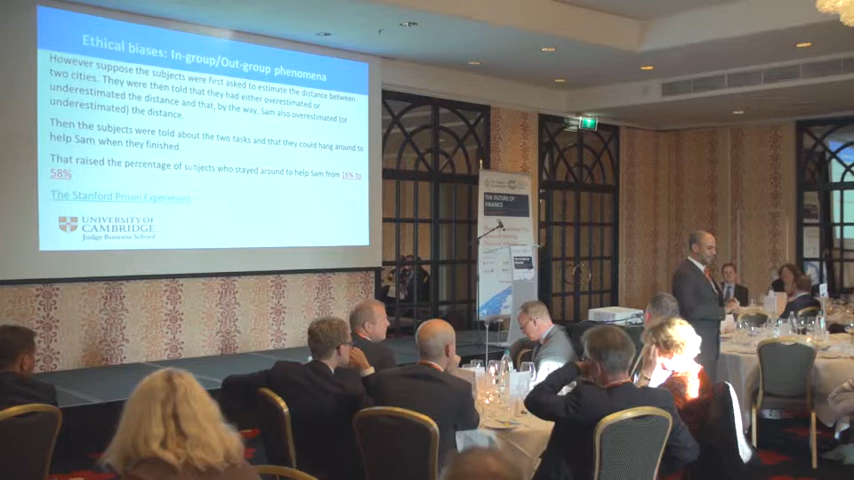 Ethical biases: In-group/Out-group phenomena
However suppose the subjects were first asked to estimate the distance between
two cities. They were then told that they had either overestimated or
underestimated the distance and that, by the way, Sam also overestimated (or
underestimated) the distance.
Then the subjects were told about the two tasks and that they could hang around to
help Sam when they finished.
That raised the percentage of subjects who stayed around to help Sam from 16% to
58%
The Stanford Prison Experiment
UNIVERSITY OF
CAMBRIDGE
Judge Business School
THE FUTURE OF
FINANCE